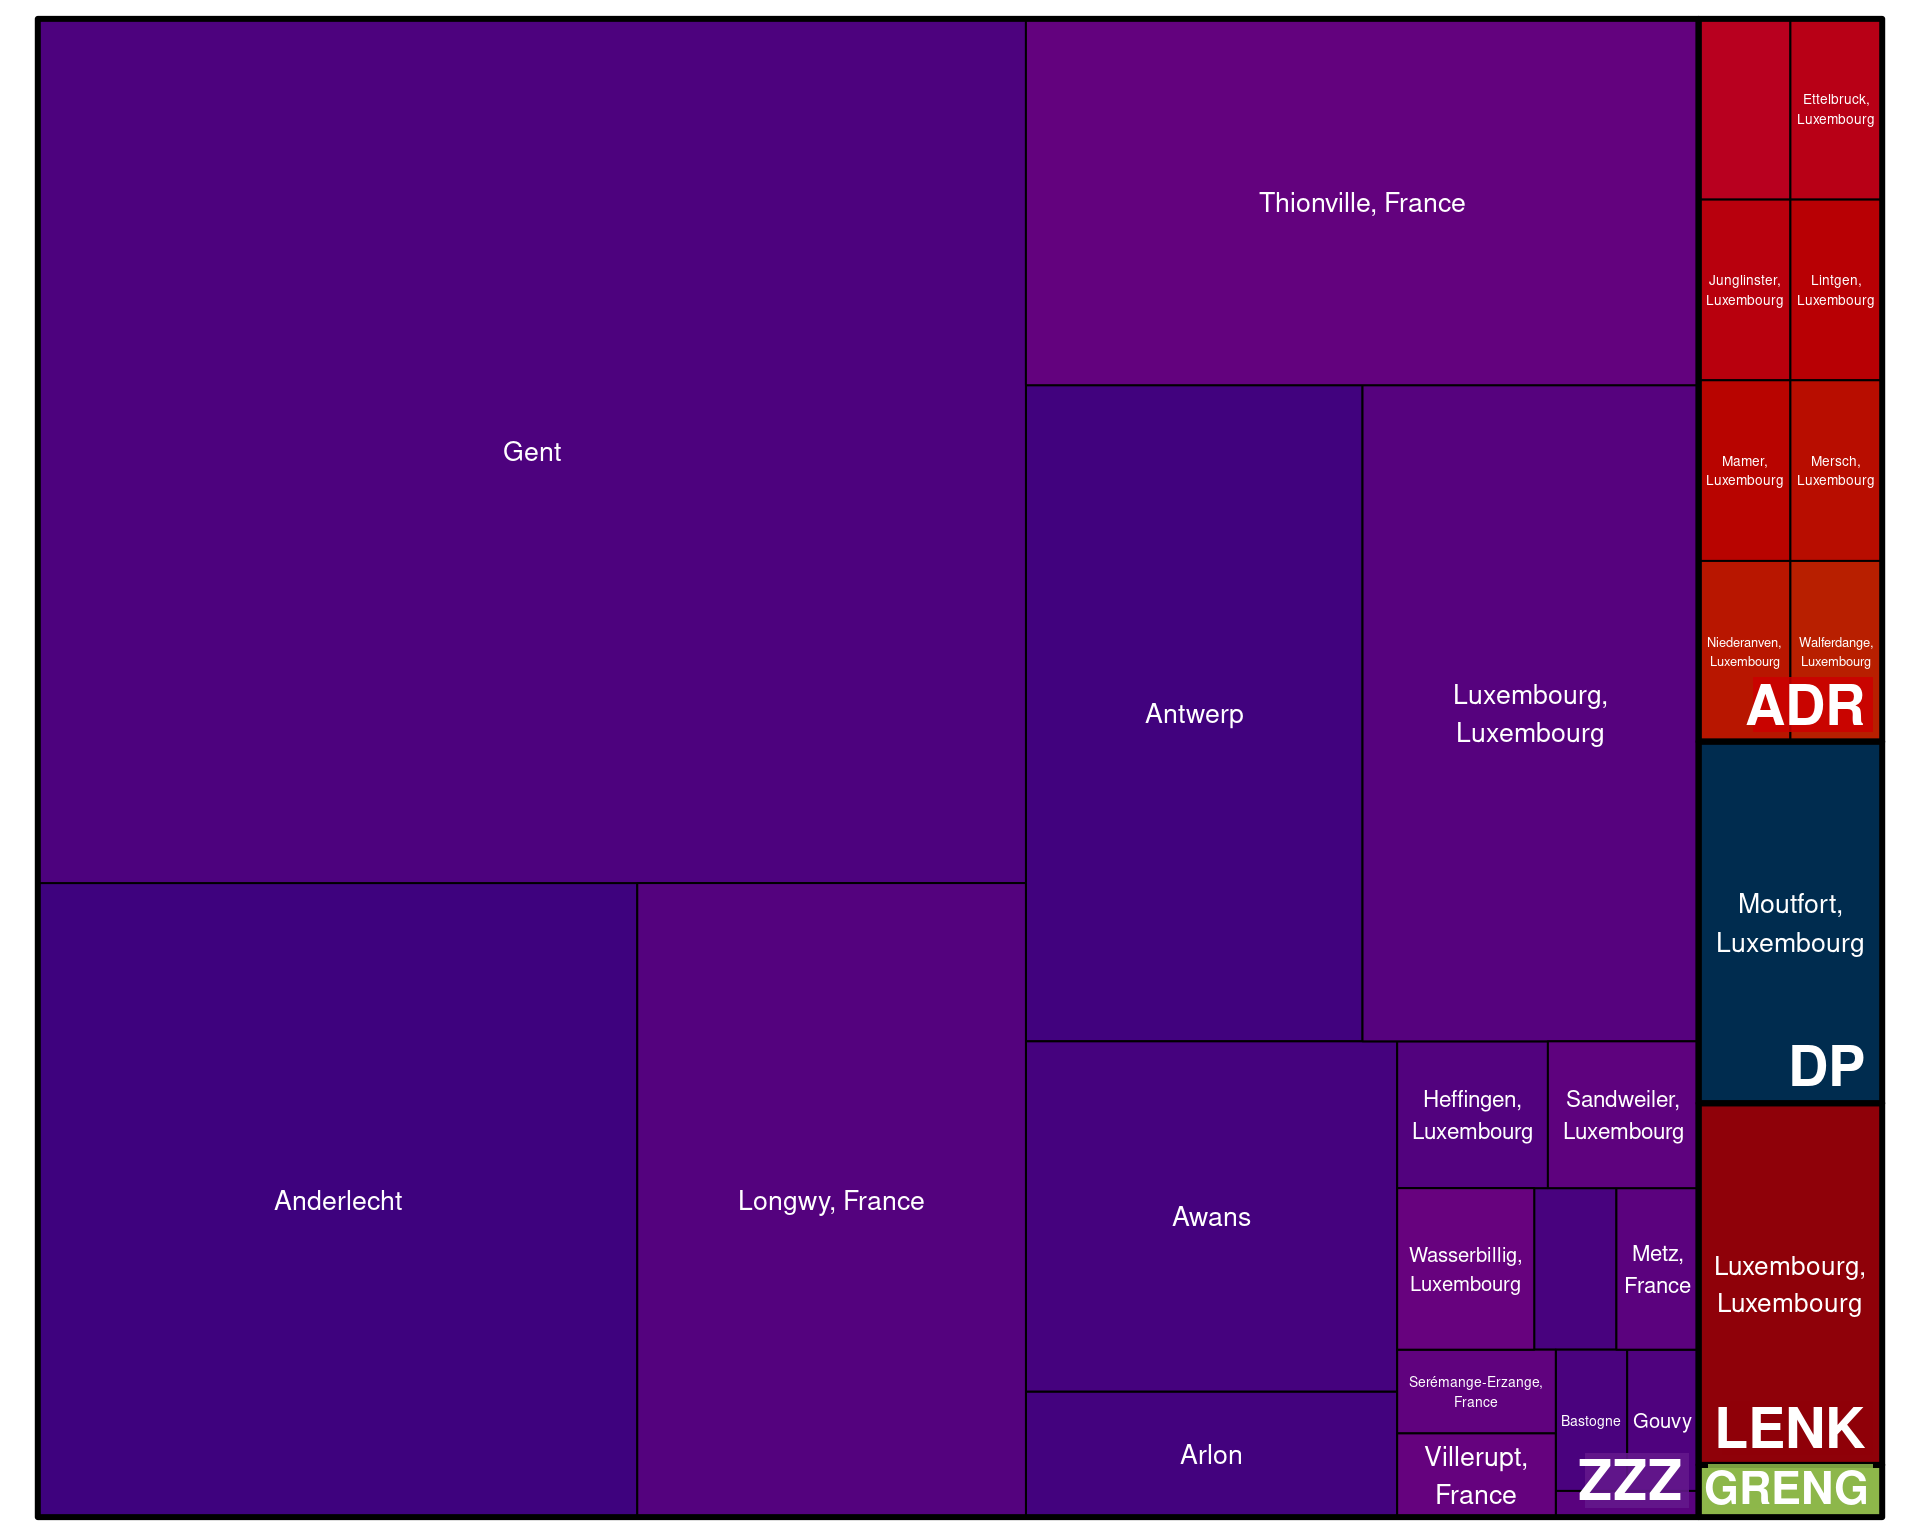 Gent
Anderlecht
Longwy, France
Thionville, France
Antwerp
Luxembourg,
Luxembourg
Awans
Arlon
Heffingen,
Luxembourg
Sandweiler,
Luxembourg
Wasserbillig,
Luxembourg
Metz,
France
Serémange-Erzange,
France
Villerupt,
France
Bastogne
Gouvy
ZZZ
Ettelbruck,
Luxembourg
Junglinster,
Luxembourg
Lintgen,
Luxembourg
Mamer,
Luxembourg
Mersch,
Luxembourg
Niederanven,
Luxembourg
Walferdange,
Luxembourg
ADR
Moutfort,
Luxembourg
DP
Luxembourg,
Luxembourg
LENK
GRENG